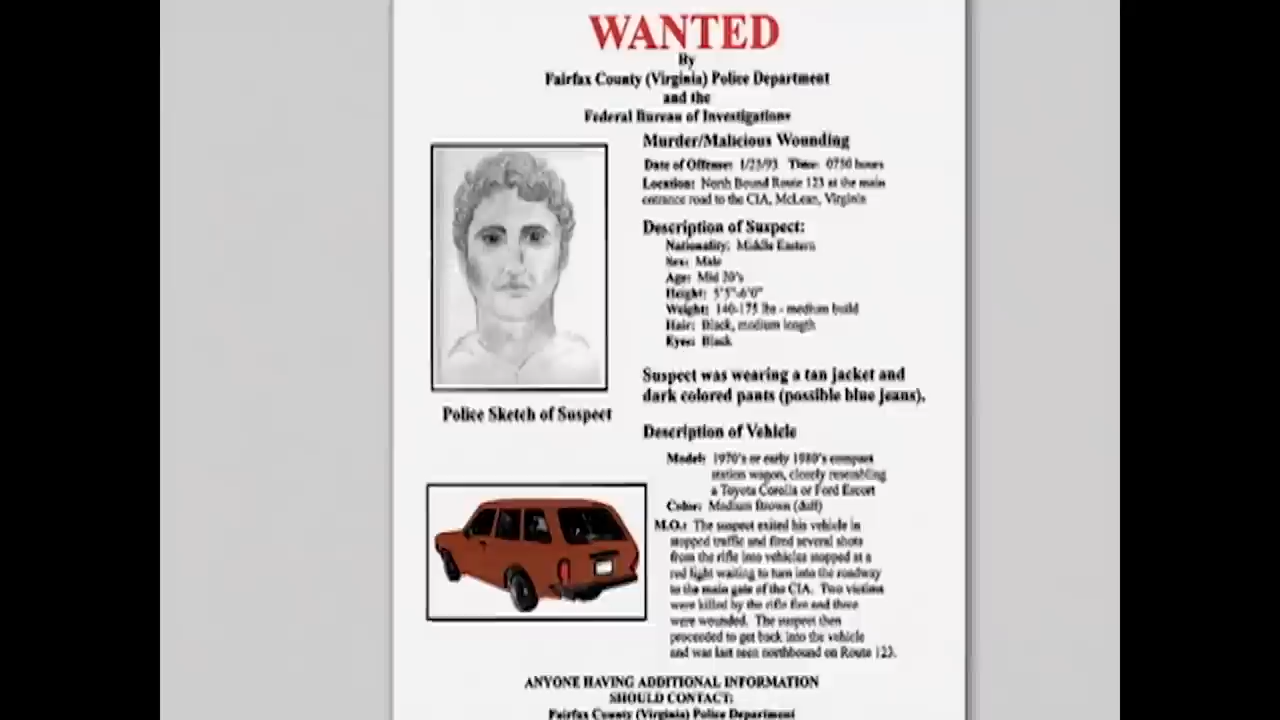 WANTED
By
Fairfax County (Virginia) Police Department
and the
Federal Bureau of Investigations
Murder/Malicious Wounding
Date of Offense: 1/25/93 Time: 0750 hours
Location: North Bound Route 123 at the main
entrance road to the CIA, McLean, Virginia
Description of Suspect:
Nationality: Middle Eastern
Sex: Male
Age: Mid 20's
Height: 5'5"-6'0"
Weight: 140-175 lbs - medium build
Hair: Black, medium length
Eyes: Black
Suspect was wearing a tan jacket and
dark colored pants (possible blue jeans).
Police Sketch of Suspect
Description of Vehicle
Model: 1970's or early 1980's compact
station wagon, closely resembling
a Toyota Corolla or Ford Escort
Color: Medium Brown (duff)
M.O.: The suspect exited his vehicle in
stopped traffic and fired several shots
from the rifle into vehicles stopped at a
red light waiting to turn into the roadway
to the main gate of the CIA. Two victims
were killed by the rifle fire and three
were wounded. The suspect then
proceeded to get back into the vehicle
and was last seen northbound on Route 123.
ANYONE HAVING ADDITIONAL INFORMATION
SHOULD CONTACT:
Fairfax County (Virginia) Police Department